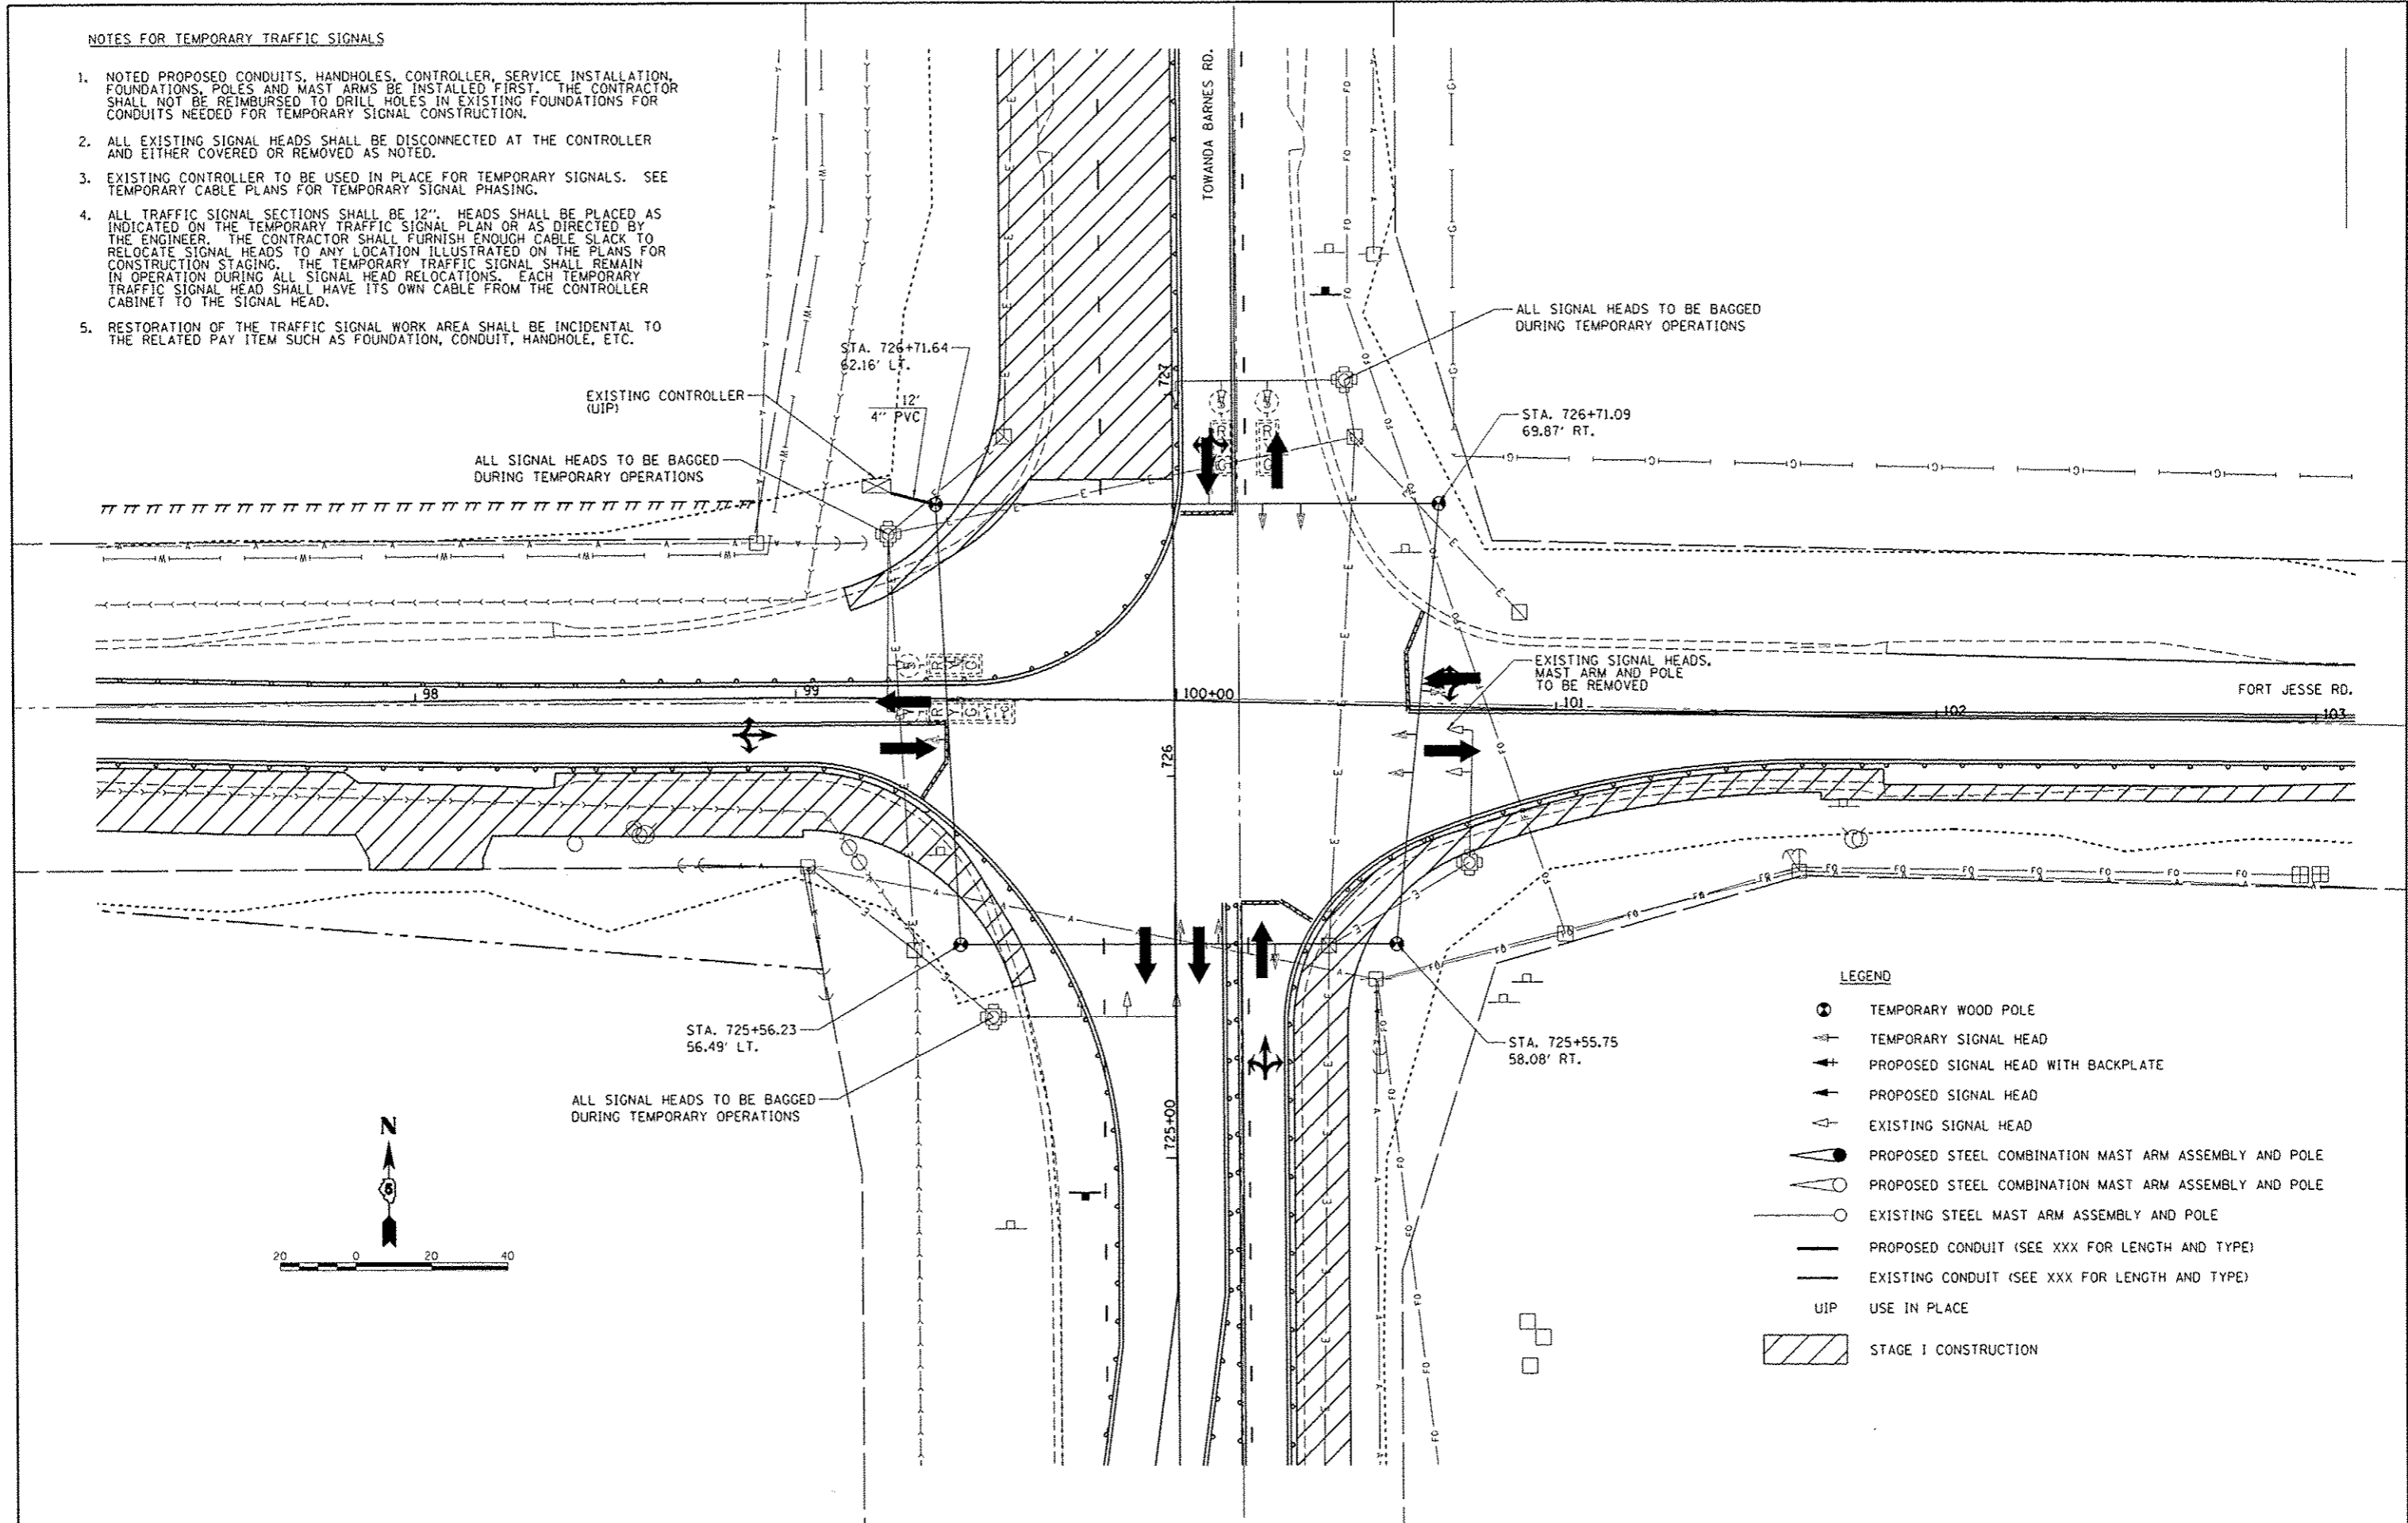 NOTES FOR TEMPORARY TRAFFIC SIGNALS
1. NOTED PROPOSED CONDUITS, HANDHOLES, CONTROLLER, SERVICE INSTALLATION,
FOUNDATIONS, POLES AND MAST ARMS BE INSTALLED FIRST. THE CONTRACTOR
SHALL NOT BE REIMBURSED TO DRILL HOLES IN EXISTING FOUNDATIONS FOR
CONDUITS NEEDED FOR TEMPORARY SIGNAL CONSTRUCTION.
2. ALL EXISTING SIGNAL HEADS SHALL BE DISCONNECTED AT THE CONTROLLER
AND EITHER COVERED OR REMOVED AS NOTED.
3. EXISTING CONTROLLER TO BE USED IN PLACE FOR TEMPORARY SIGNALS. SEE
TEMPORARY CABLE PLANS FOR TEMPORARY SIGNAL PHASING.
4. ALL TRAFFIC SIGNAL SECTIONS SHALL BE 12". HEADS SHALL BE PLACED AS
INDICATED ON THE TEMPORARY TRAFFIC SIGNAL PLAN OR AS DIRECTED BY
THE ENGINEER. THE CONTRACTOR SHALL FURNISH ENOUGH CABLE SLACK TO
RELOCATE SIGNAL HEADS TO ANY LOCATION ILLUSTRATED ON THE PLANS FOR
CONSTRUCTION STAGING. THE TEMPORARY TRAFFIC SIGNAL SHALL REMAIN
IN OPERATION DURING ALL SIGNAL HEAD RELOCATIONS. EACH TEMPORARY
TRAFFIC SIGNAL HEAD SHALL HAVE ITS OWN CABLE FROM THE CONTROLLER
CABINET TO THE SIGNAL HEAD.
5. RESTORATION OF THE TRAFFIC SIGNAL WORK AREA SHALL BE INCIDENTAL TO
THE RELATED PAY ITEM SUCH AS FOUNDATION, CONDUIT, HANDHOLE, ETC.
TOWANDA BARNES RD.
ALL SIGNAL HEADS TO BE BAGGED
DURING TEMPORARY OPERATIONS
STA. 726+71.64
62.16' LT.
EXISTING CONTROLLER
(UIP)
12'
4" PVC
727
STA. 726+71.09
69.87' RT.
ALL SIGNAL HEADS TO BE BAGGED
DURING TEMPORARY OPERATIONS
EXISTING SIGNAL HEADS,
MAST ARM AND POLE
TO BE REMOVED
FORT JESSE RD.
98
99
100+00
101
102
103
726
STA. 725+56.23
56.49' LT.
STA. 725+55.75
58.08' RT.
ALL SIGNAL HEADS TO BE BAGGED
DURING TEMPORARY OPERATIONS
725+00
N
5
20 0 20 40
LEGEND
TEMPORARY WOOD POLE
TEMPORARY SIGNAL HEAD
PROPOSED SIGNAL HEAD WITH BACKPLATE
PROPOSED SIGNAL HEAD
EXISTING SIGNAL HEAD
PROPOSED STEEL COMBINATION MAST ARM ASSEMBLY AND POLE
PROPOSED STEEL COMBINATION MAST ARM ASSEMBLY AND POLE
EXISTING STEEL MAST ARM ASSEMBLY AND POLE
PROPOSED CONDUIT (SEE XXX FOR LENGTH AND TYPE)
EXISTING CONDUIT (SEE XXX FOR LENGTH AND TYPE)
UIP USE IN PLACE
STAGE I CONSTRUCTION